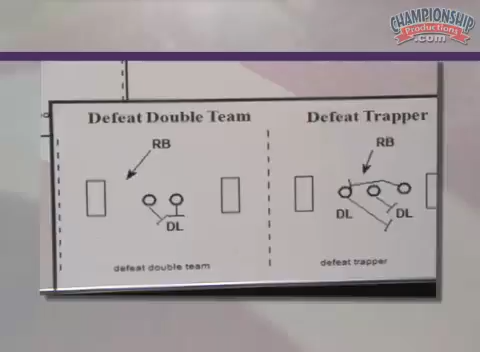 CHAMPIONSHIP
Productions
.com
Defeat Double Team
Defeat Trapper
RB
RB
DL
DL
DL
defeat double team
defeat trapper